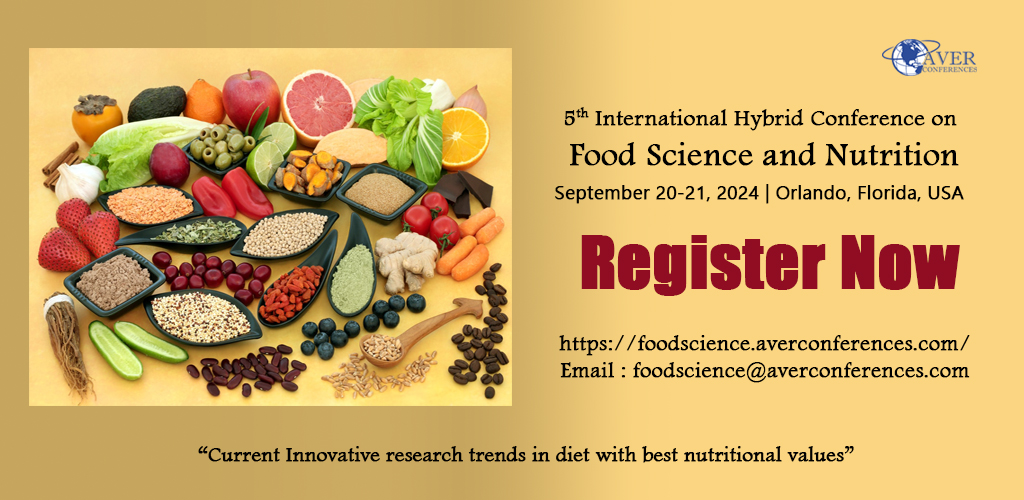 AVER
CONFERENCES
5th International Hybrid Conference on
Food Science and Nutrition
September 20-21, 2024 | Orlando, Florida, USA
Register Now
https://foodscience.averconferences.com/
Email : foodscience@averconferences.com
“Current Innovative research trends in diet with best nutritional values”